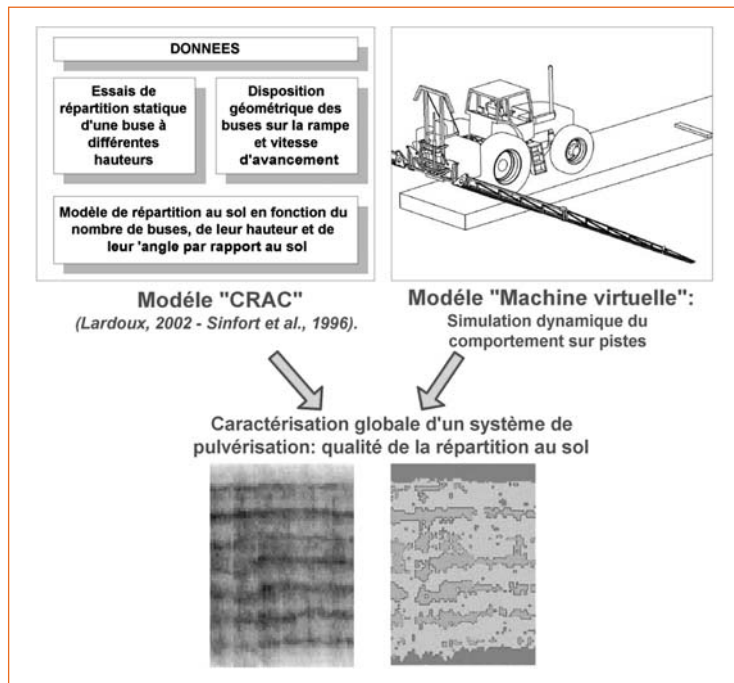 DONNEES
Essais de
répartition statique
d'une buse à
différentes
hauteurs
Disposition
géométrique des
buses sur la rampe
et vitesse
d'avancement
Modèle de répartition au sol en fonction du
nombre de buses, de leur hauteur et de
leur 'angle par rapport au sol
Modéle "CRAC"
(Lardoux, 2002 - Sinfort et al., 1996).
Modéle "Machine virtuelle":
Simulation dynamique du
comportement sur pistes
Caractérisation globale d'un système de
pulvérisation: qualité de la répartition au sol